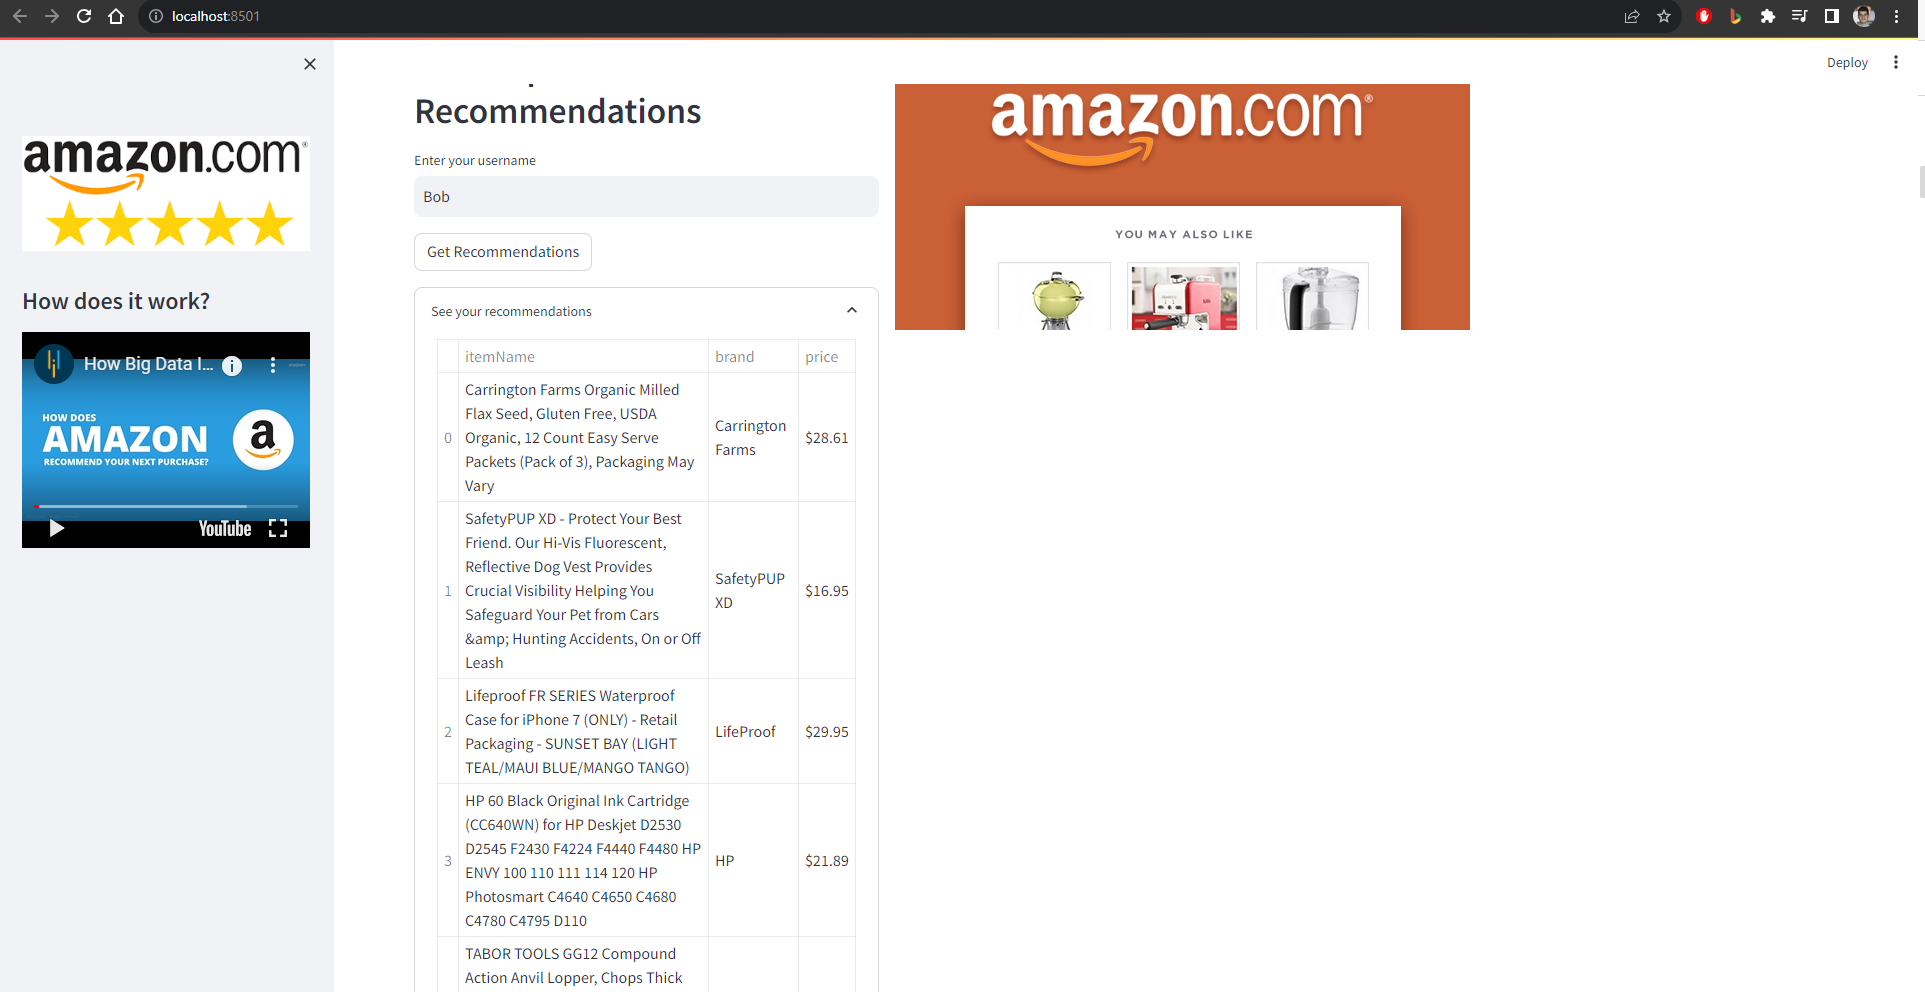 localhost:8501
Deploy
amazon.com
How does it work?
How Big Data I...
HOW DOES
AMAZON
RECOMMEND YOUR NEXT PURCHASE?
a
YouTube
Recommendations
Enter your username
Bob
Get Recommendations
See your recommendations
itemName brand price
0 Carrington Farms Organic Milled
Flax Seed, Gluten Free, USDA
Organic, 12 Count Easy Serve
Packets (Pack of 3), Packaging May
Vary
Carrington
Farms
$28.61
1 SafetyPUP XD - Protect Your Best
Friend. Our Hi-Vis Fluorescent,
Reflective Dog Vest Provides
Crucial Visibility Helping You
Safeguard Your Pet from Cars
&amp; Hunting Accidents, On or Off
Leash
SafetyPUP
XD
$16.95
2 Lifeproof FR SERIES Waterproof
Case for iPhone 7 (ONLY) - Retail
Packaging - SUNSET BAY (LIGHT
TEAL/MAUI BLUE/MANGO TANGO)
LifeProof
$29.95
3 HP 60 Black Original Ink Cartridge
(CC640WN) for HP Deskjet D2530
D2545 F2430 F4224 F4440 F4480 HP
ENVY 100 110 111 114 120 HP
Photosmart C4640 C4650 C4680
C4780 C4795 D110
HP
$21.89
TABOR TOOLS GG12 Compound
Action Anvil Lopper, Chops Thick
amazon.com
YOU MAY ALSO LIKE